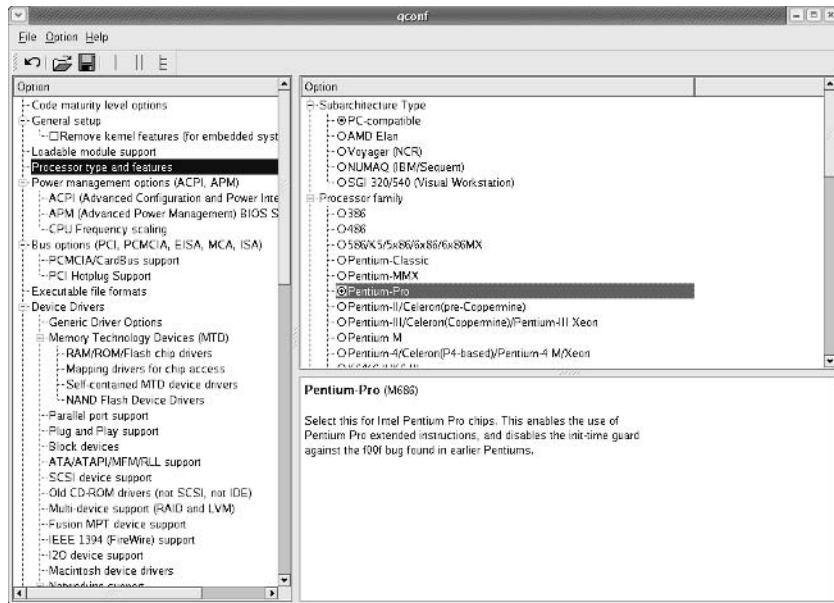 qconf
File Option Help
Option
Code maturity level options
General setup
Remove kernel features (for embedded syst
Loadable module support
Processor type and features
Power management options (ACPI, APM)
ACPI (Advanced Configuration and Power Inte
APM (Advanced Power Management) BIOS S
CPU Frequency scaling
Bus options (PCI, PCMCIA, EISA, MCA, ISA)
PCMCIA/CardBus support
PCI Hotplug Support
Executable file formats
Device Drivers
Generic Driver Options
Memory Technology Devices (MTD)
RAM/ROM/Flash chip drivers
Mapping drivers for chip access
Self-contained MTD device drivers
NAND Flash Device Drivers
Parallel port support
Plug and Play support
Block devices
ATA/ATAPI/MFM/RLL support
SCSI device support
Old CD-ROM drivers (not SCSI, not IDE)
Multi-device support (RAID and LVM)
Fusion MPT device support
IEEE 1394 (FireWire) support
I2O device support
Macintosh device drivers
Networking support
Option
Subarchitecture Type
PC-compatible
AMD Elan
Voyager (NCR)
NUMAQ (IBM/Sequent)
SGI 320/540 (Visual Workstation)
Processor family
386
486
586/K5/5x86/6x86/6x86MX
Pentium-Classic
Pentium-MMX
Pentium-Pro
Pentium-II/Celeron(pre-Coppermine)
Pentium-III/Celeron(Coppermine)/Pentium-III Xeon
Pentium M
Pentium-4/Celeron(P4-based)/Pentium-4 M/Xeon
Pentium-Pro (M686)
Select this for Intel Pentium Pro chips. This enables the use of
Pentium Pro extended instructions, and disables the init-time guard
against the f00f bug found in earlier Pentiums.